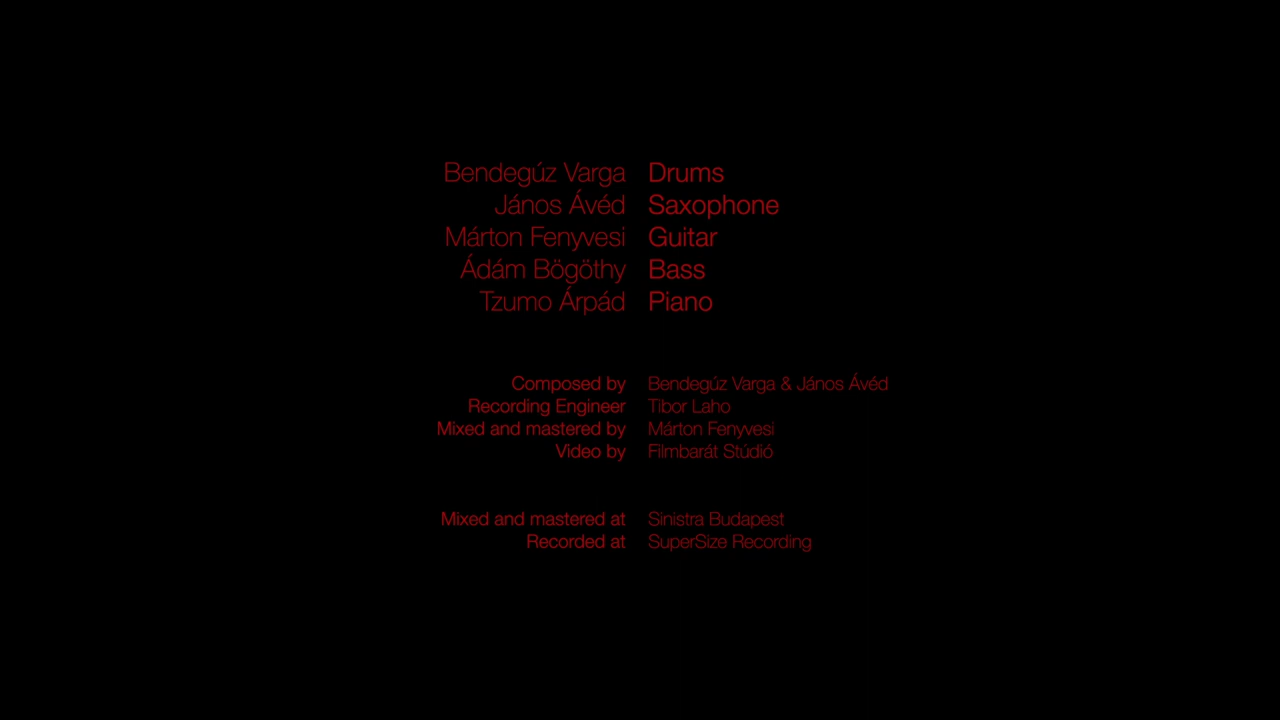 Bendegúz Varga Drums
János Ávéd Saxophone
Márton Fenyvesi Guitar
Ádám Bögöthy Bass
Tzumo Árpád Piano
Composed by Bendegúz Varga & János Ávéd
Recording Engineer Tibor Laho
Mixed and mastered by Márton Fenyvesi
Video by Filmbarát Stúdió
Mixed and mastered at Sinistra Budapest
Recorded at SuperSize Recording